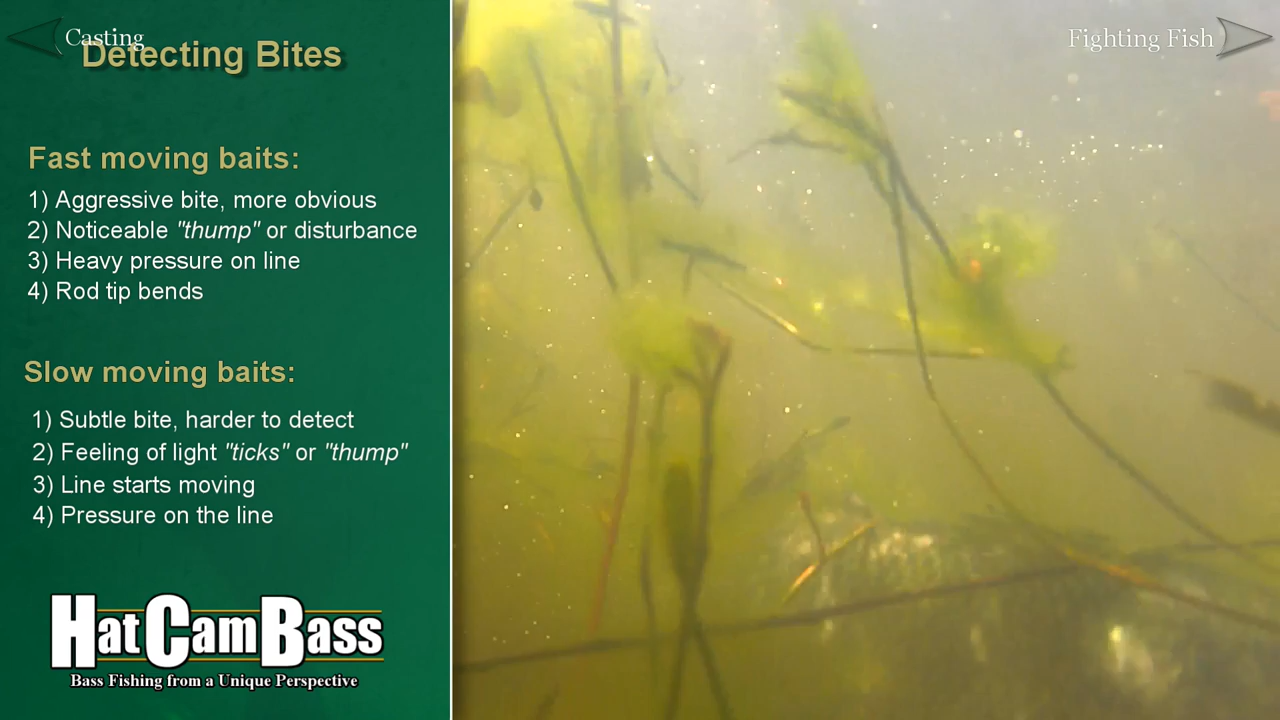 Casting
Fighting Fish
Detecting Bites
Fast moving baits:
1) Aggressive bite, more obvious
2) Noticeable "thump" or disturbance
3) Heavy pressure on line
4) Rod tip bends
Slow moving baits:
1) Subtle bite, harder to detect
2) Feeling of light "ticks" or "thump"
3) Line starts moving
4) Pressure on the line
HatCamBass
Bass Fishing from a Unique Perspective